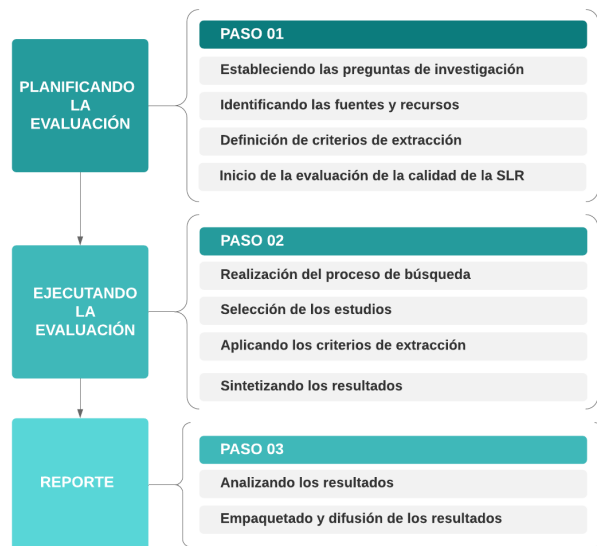 PLANIFICANDO
LA
EVALUACIÓN
PASO 01
Estableciendo las preguntas de investigación
Identificando las fuentes y recursos
Definición de criterios de extracción
Inicio de la evaluación de la calidad de la SLR
EJECUTANDO
LA
EVALUACIÓN
PASO 02
Realización del proceso de búsqueda
Selección de los estudios
Aplicando los criterios de extracción
Sintetizando los resultados
REPORTE
PASO 03
Analizando los resultados
Empaquetado y difusión de los resultados